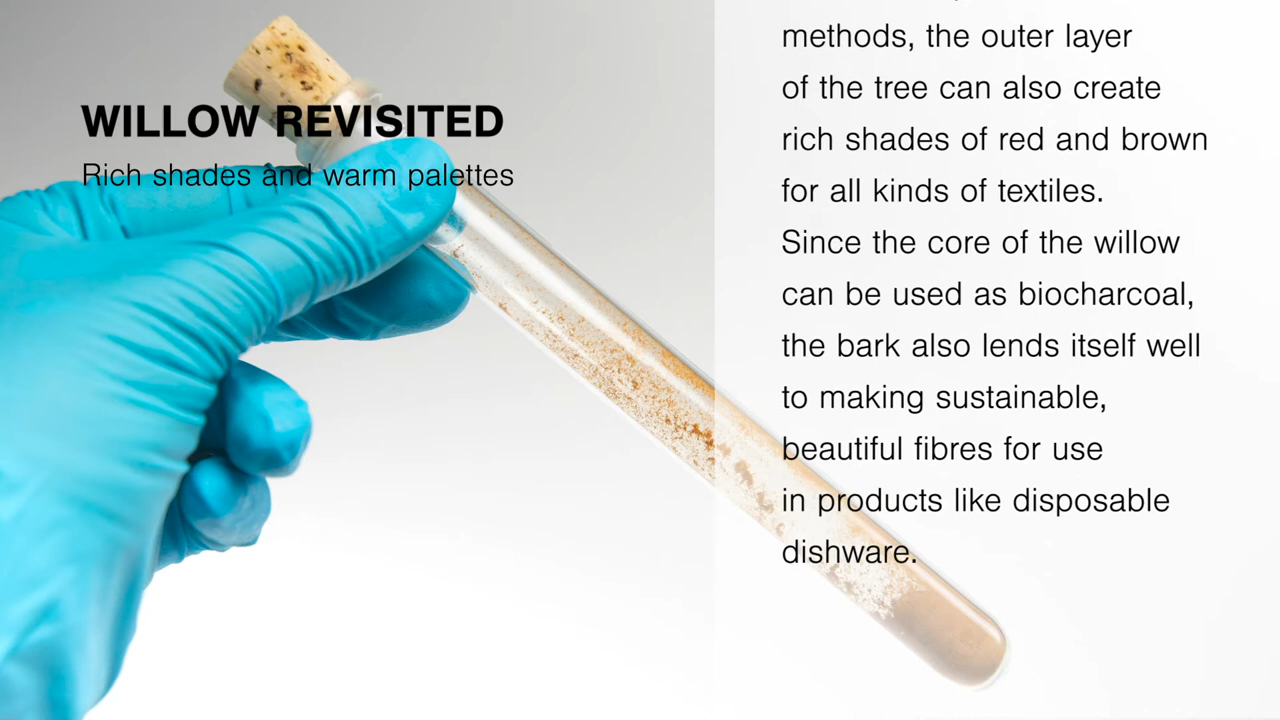 WILLOW REVISITED
Rich shades and warm palettes
methods, the outer layer
of the tree can also create
rich shades of red and brown
for all kinds of textiles.
Since the core of the willow
can be used as biocharcoal,
the bark also lends itself well
to making sustainable,
beautiful fibres for use
in products like disposable
dishware.